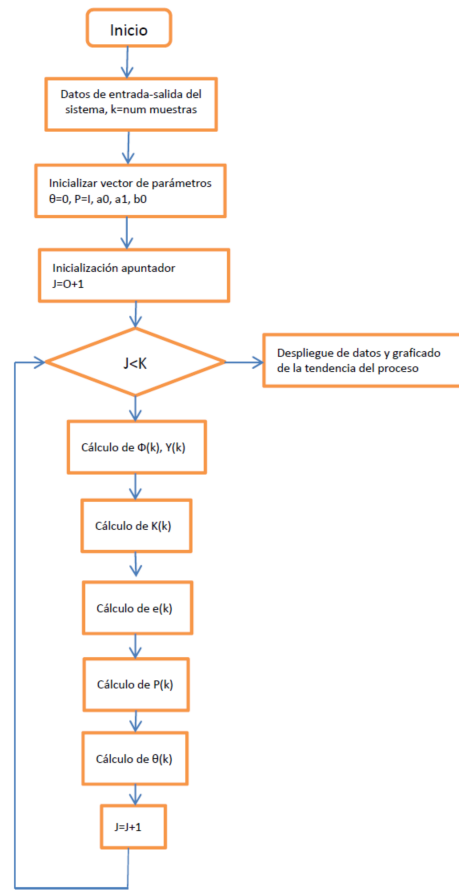 Inicio
Datos de entrada-salida del
sistema, k=num muestras
Inicializar vector de parámetros
θ=0, P=I, a0, a1, b0
Inicialización apuntador
J=O+1
J<K
Despliegue de datos y graficado
de la tendencia del proceso
Cálculo de Φ(k), Y(k)
Cálculo de K(k)
Cálculo de e(k)
Cálculo de P(k)
Cálculo de θ(k)
J=J+1